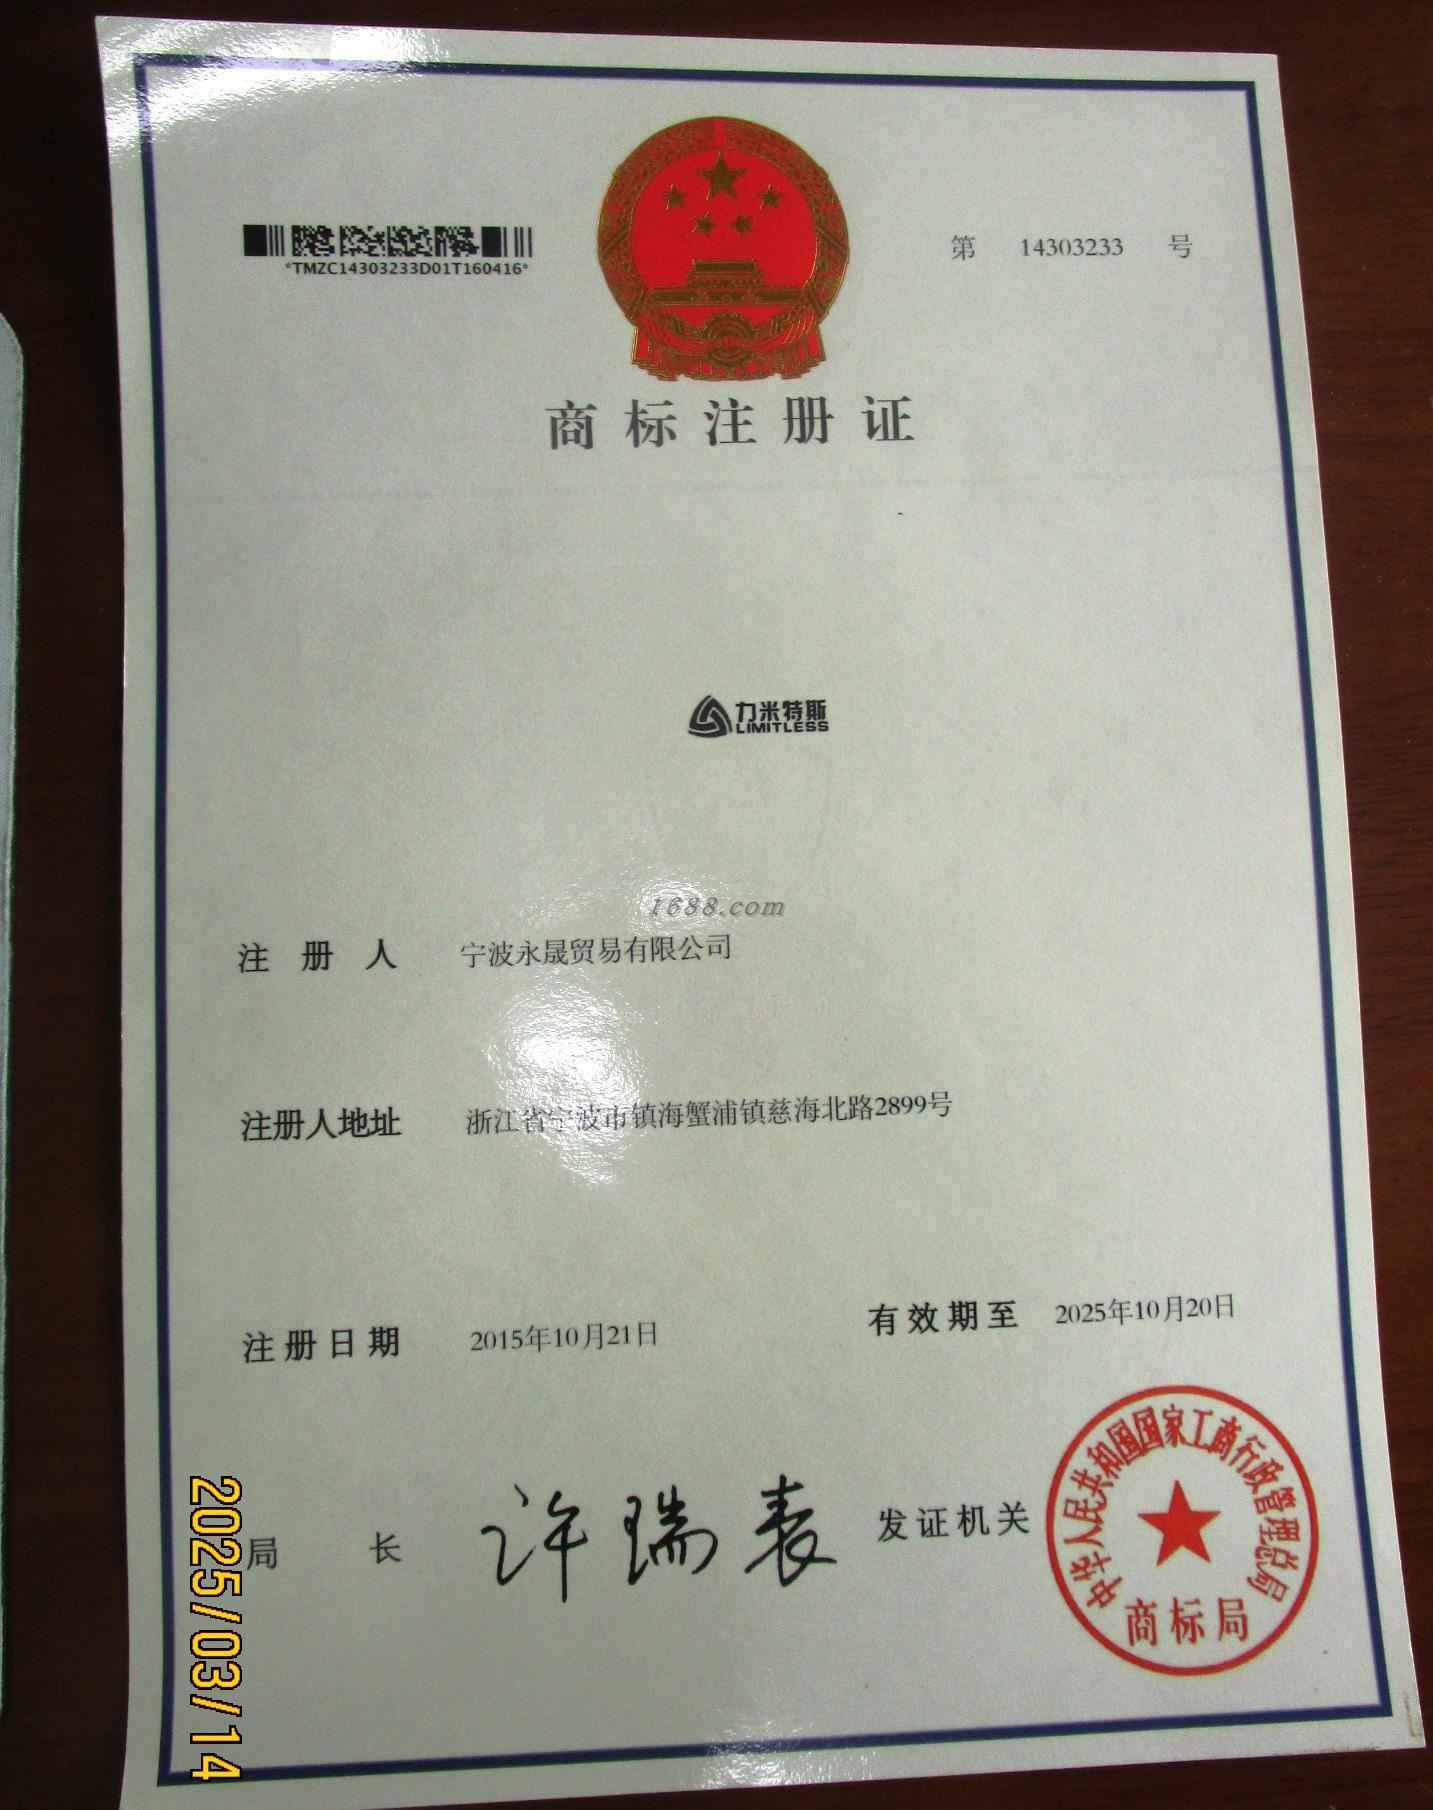 *TMZC14303233D01T160416*
第 14303233 号
商标注册证
力米特斯
LIMITLESS
1688.com
注册人 宁波永晟贸易有限公司
注册人地址 浙江省宁波市镇海蟹浦镇慈海北路2899号
注册日期 2015年10月21日 有效期至 2025年10月20日
局长 许瑞表 发证机关
中华人民共和国国家工商行政管理总局
商标局
2025/03/14